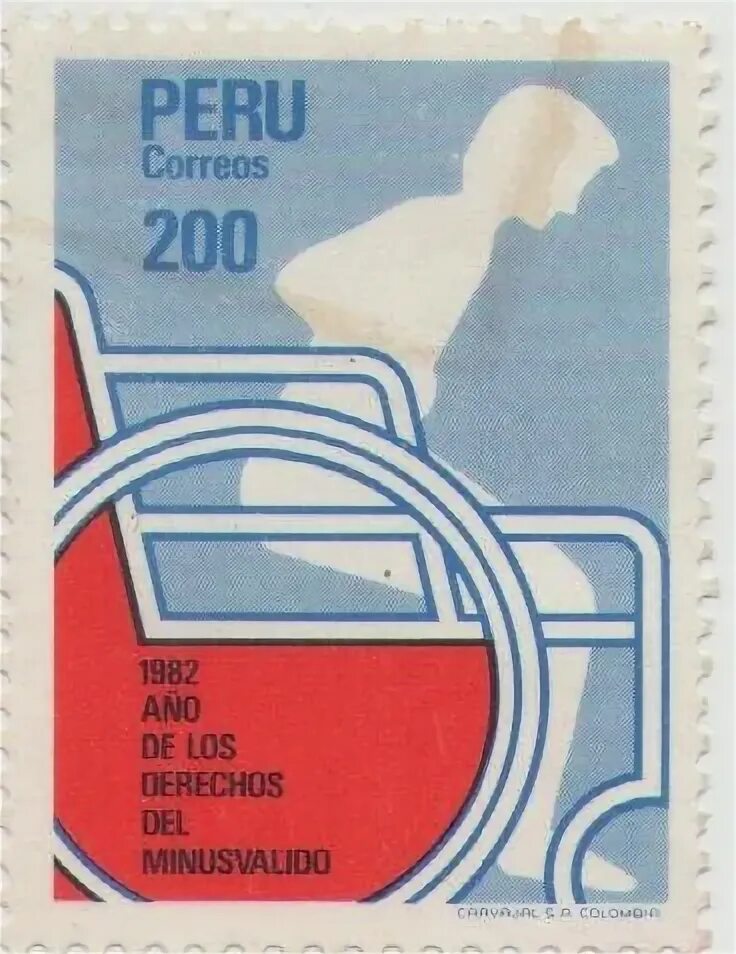 PERU
Correos
200
1982
AÑO
DE LOS
DERECHOS
DEL
MINUSVALIDO
CARVAJAL S.A. COLOMBIA